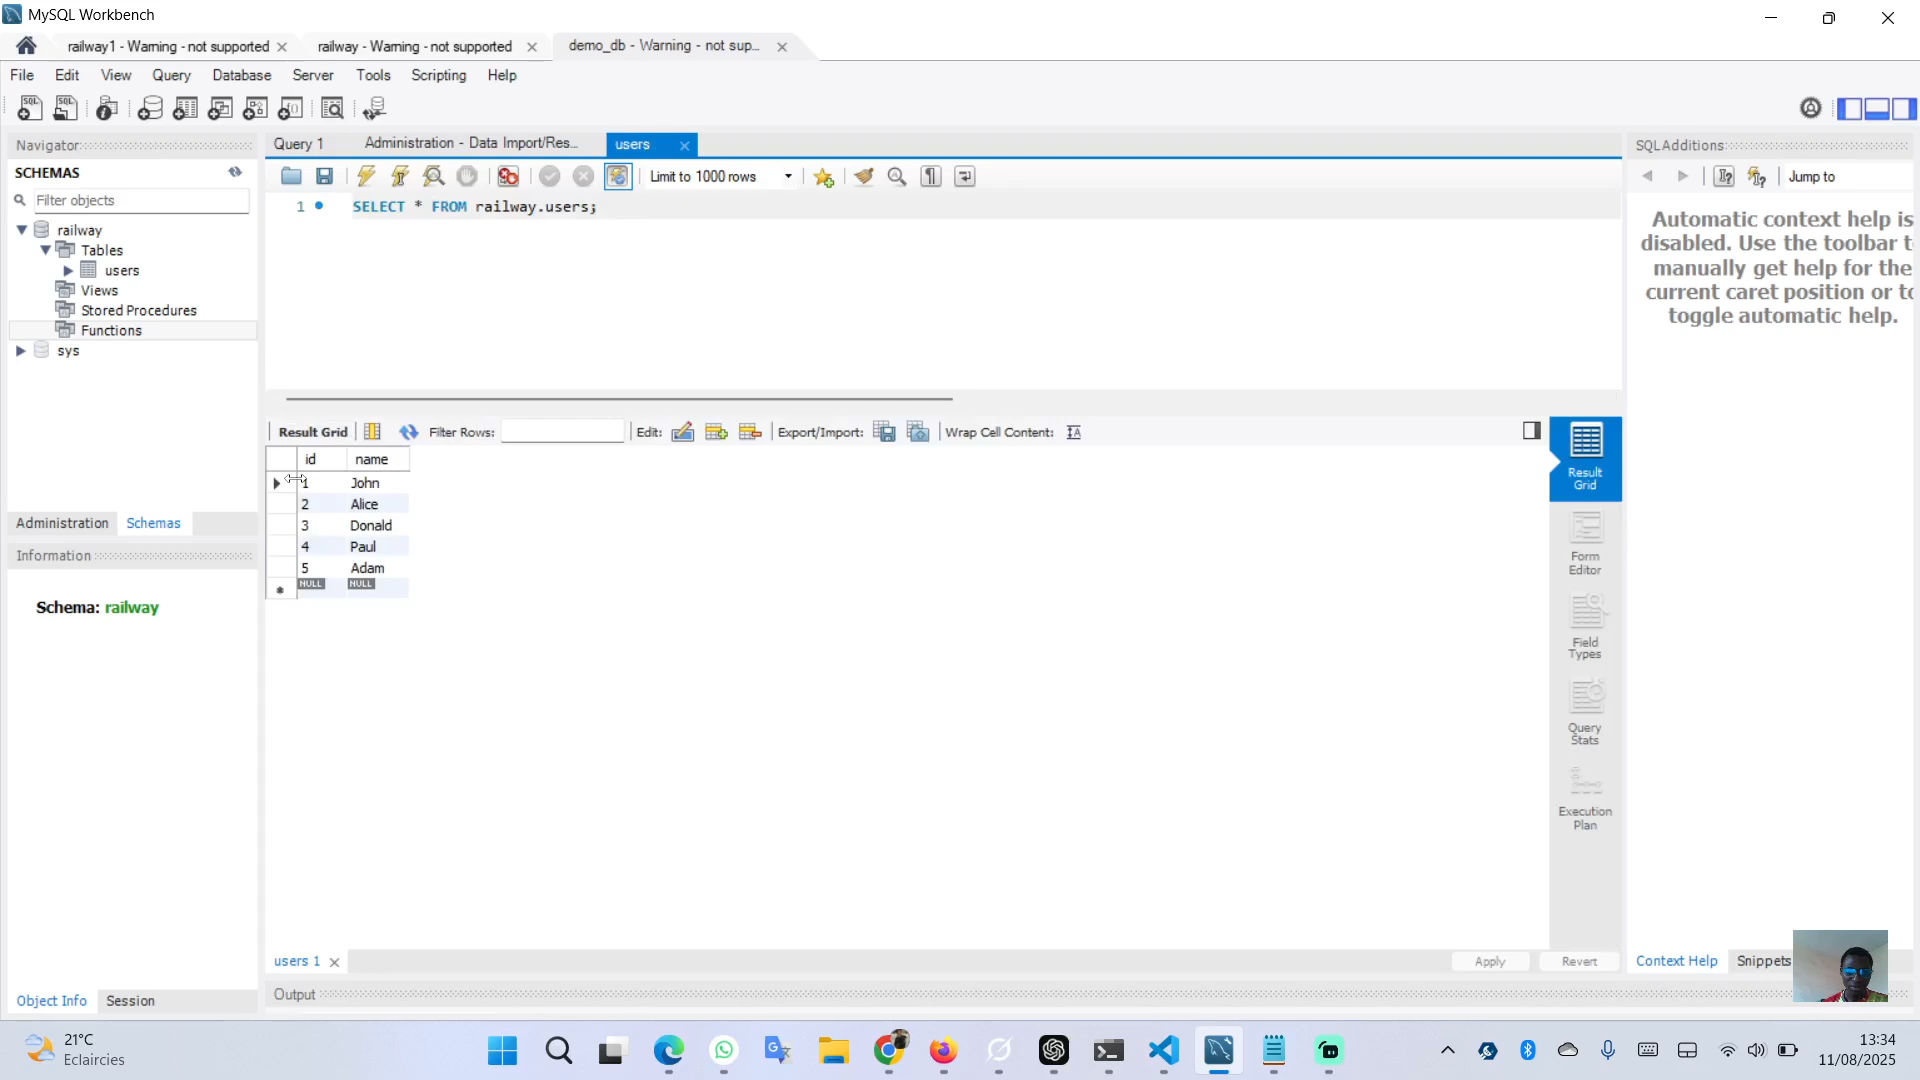 MySQL Workbench
railway1 - Warning - not supported
railway - Warning - not supported
demo_db - Warning - not sup...
File Edit View Query Database Server Tools Scripting Help
Navigator
SCHEMAS
Filter objects
railway
Tables
users
Views
Stored Procedures
Functions
sys
Administration Schemas
Information
Schema: railway
Object Info Session
Query 1 Administration - Data Import/Res... users
Limit to 1000 rows
1 SELECT * FROM railway.users;
Result Grid Filter Rows: Edit: Export/Import: Wrap Cell Content:
id name
1 John
2 Alice
3 Donald
4 Paul
5 Adam
NULL NULL
Result
Grid
Form
Editor
Field
Types
Query
Stats
Execution
Plan
users 1 Apply Revert
Output
SQLAdditions
Jump to
Automatic context help is
disabled. Use the toolbar t
manually get help for the
current caret position or to
toggle automatic help.
Context Help Snippets
21°C
Eclaircies
13:34
11/08/2025